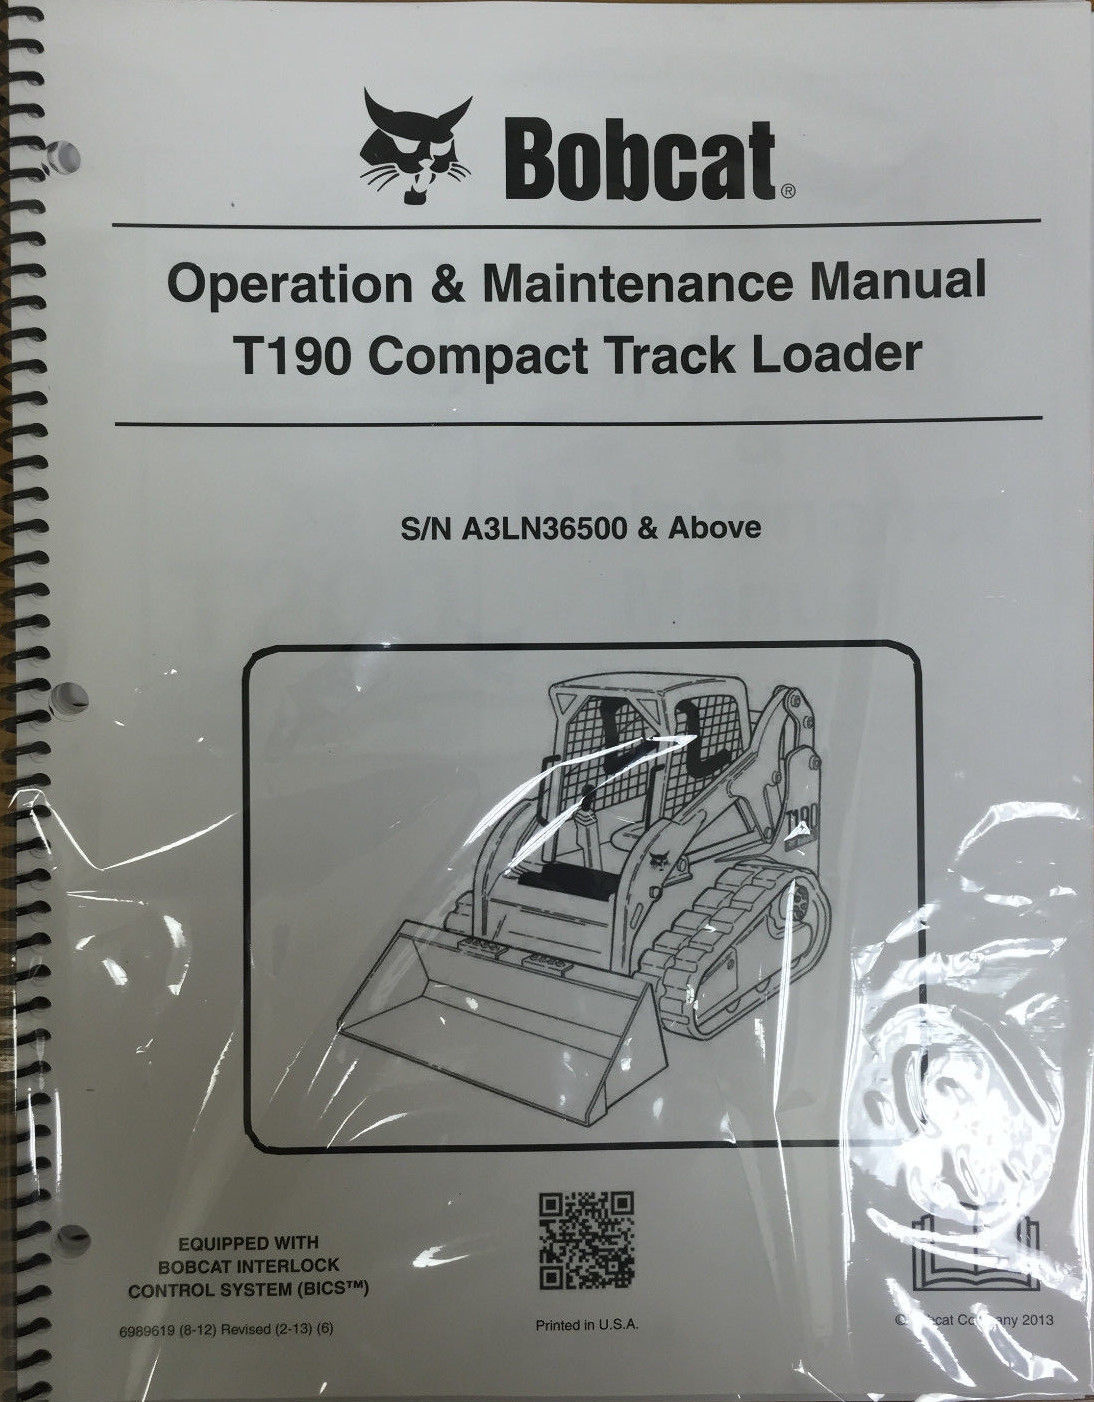 Bobcat®
Operation & Maintenance Manual
T190 Compact Track Loader
S/N A3LN36500 & Above
T190
EQUIPPED WITH
BOBCAT INTERLOCK
CONTROL SYSTEM (BICS™)
6989619 (8-12) Revised (2-13) (6)
Printed in U.S.A.
© 2013